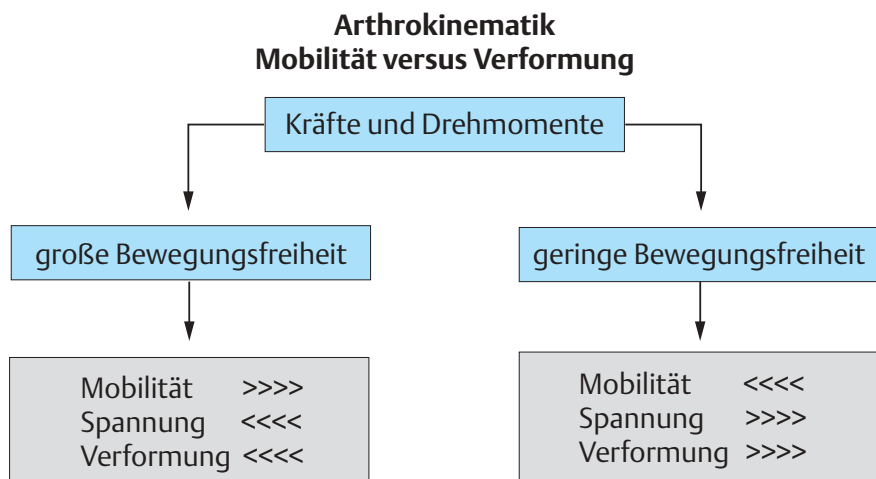 Arthrokinematik
Mobilität versus Verformung
Kräfte und Drehmomente
große Bewegungsfreiheit
geringe Bewegungsfreiheit
Mobilität >>>>
Spannung <<<<
Verformung <<<<
Mobilität <<<<
Spannung >>>>
Verformung >>>>